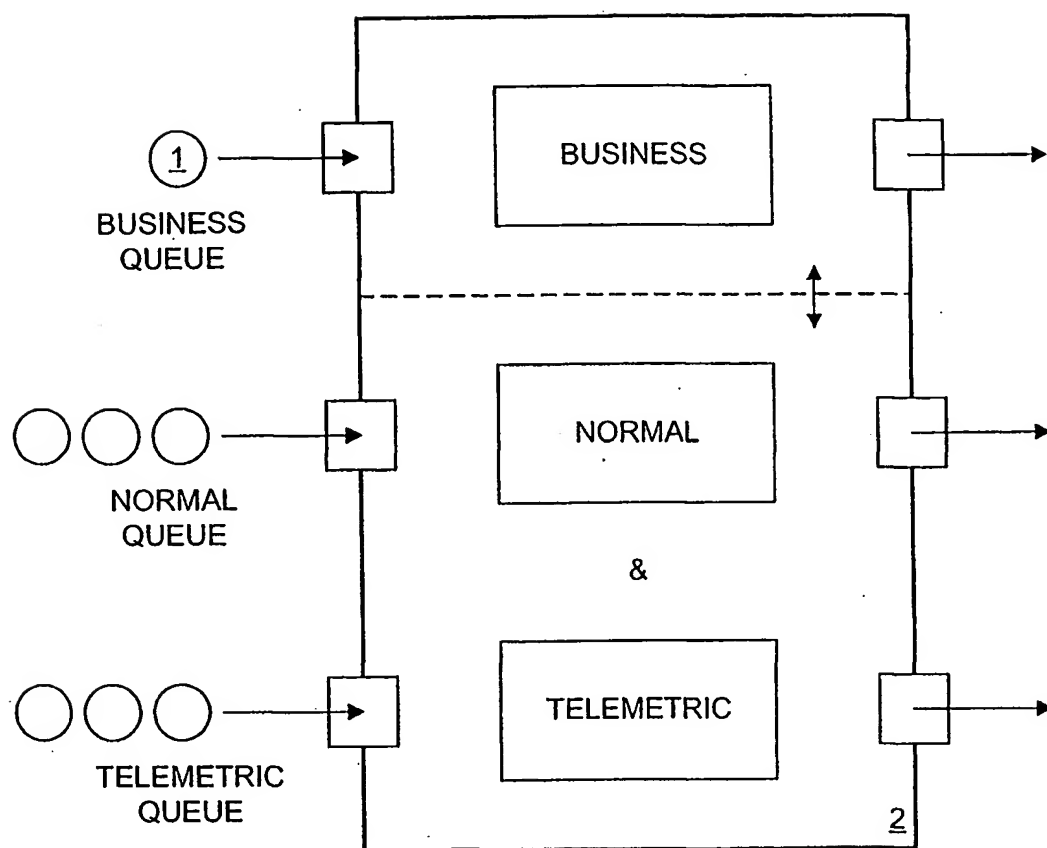 1
BUSINESS
QUEUE
BUSINESS
NORMAL
QUEUE
NORMAL
&
TELEMETRIC
QUEUE
TELEMETRIC
2